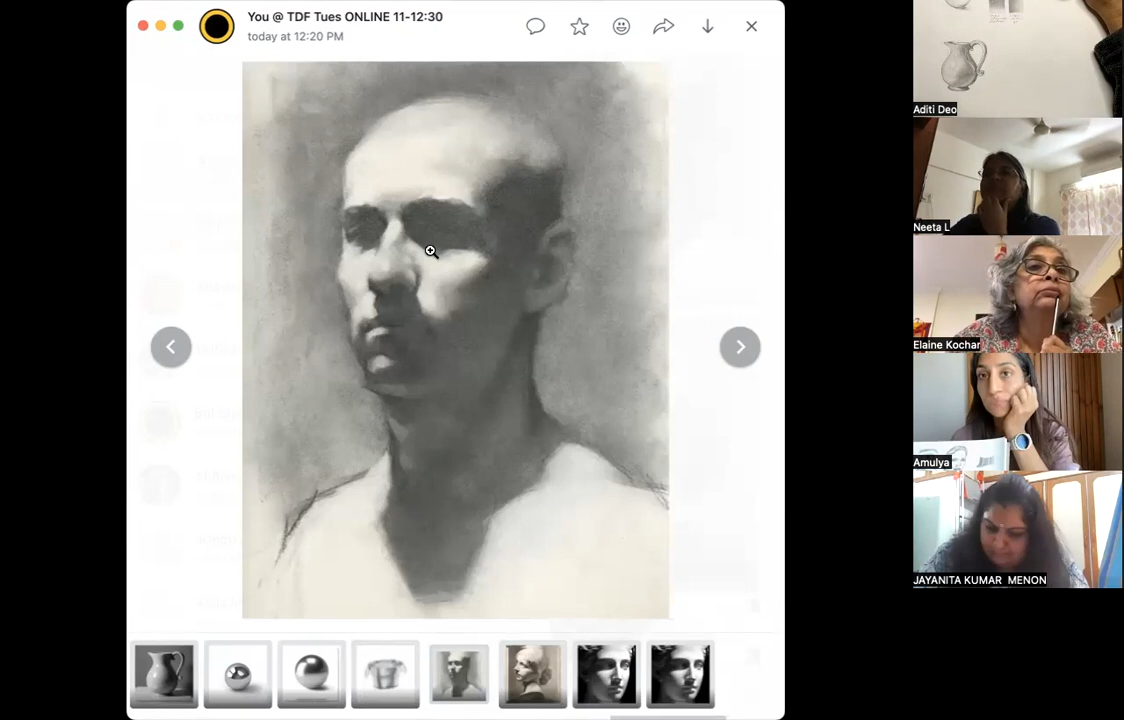 You @ TDF Tues ONLINE 11-12:30
today at 12:20 PM
Aditi Deo
Neeta L
Elaine Kochar
Amulya
JAYANITA KUMAR MENON